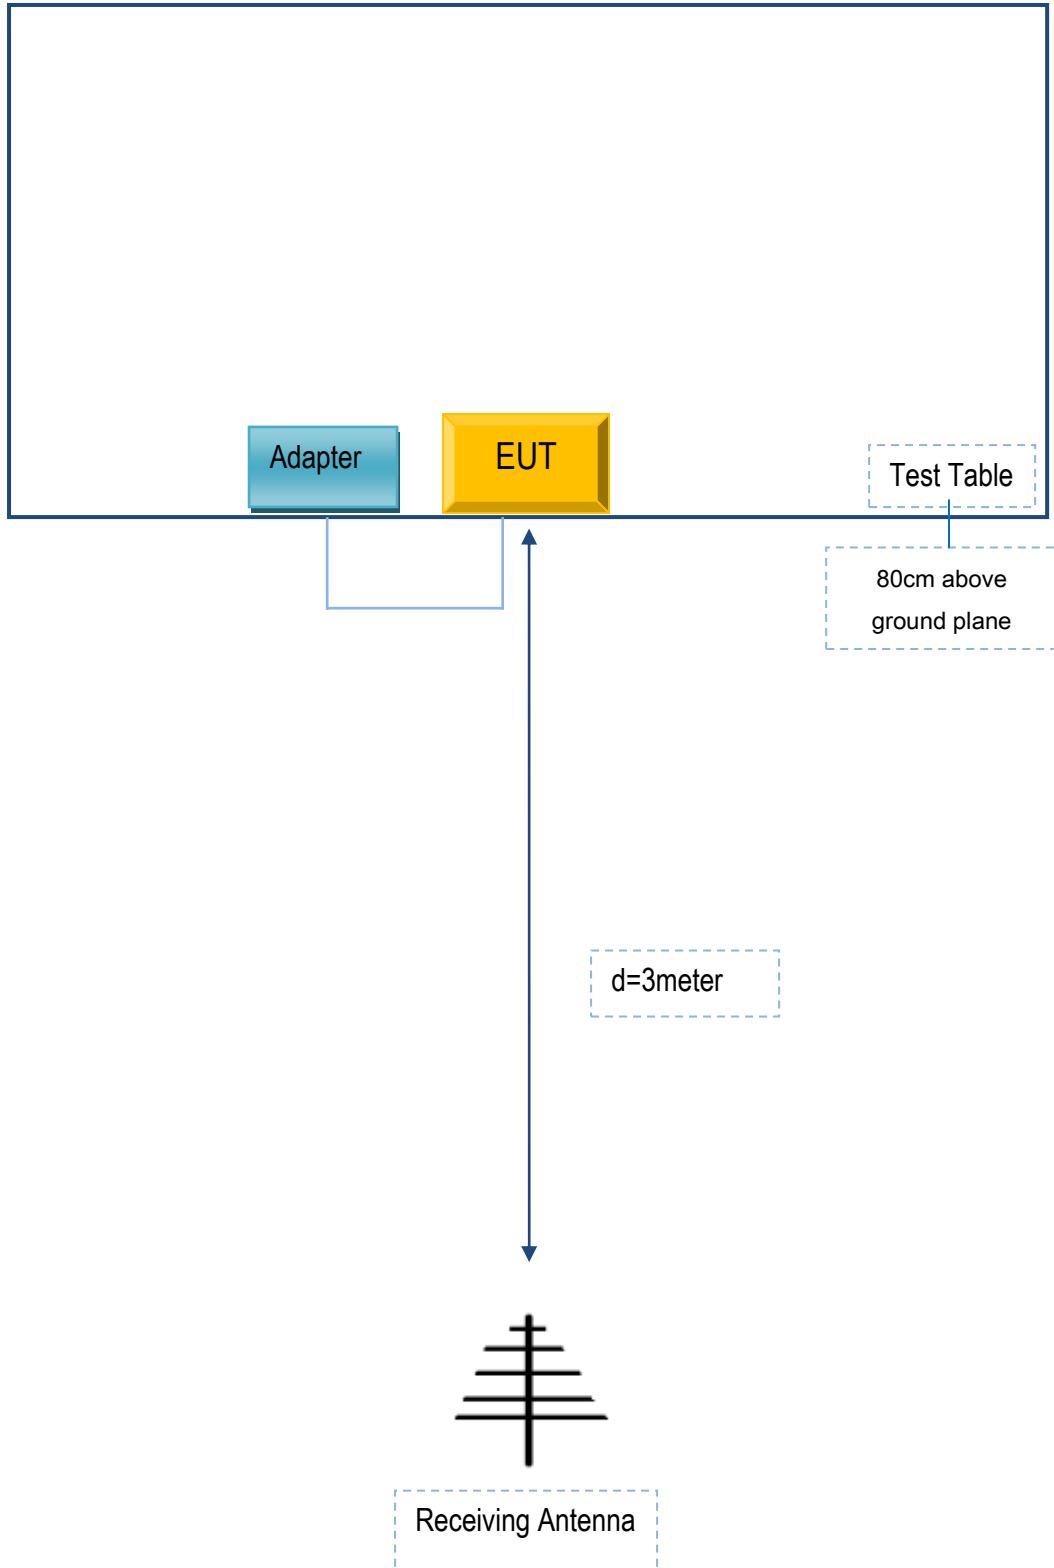 Adapter
EUT
Test Table
80cm above
ground plane
d=3meter
Receiving Antenna